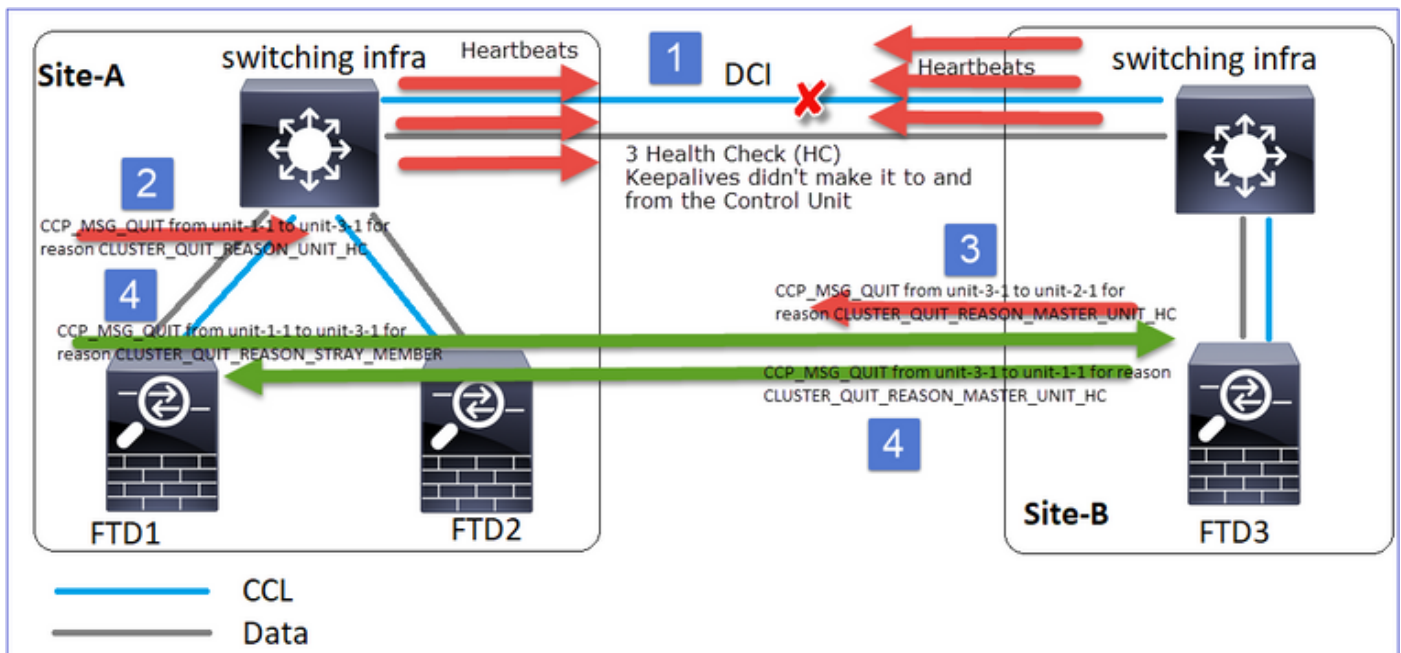 Site-A
switching infra
Heartbeats
1
DCI
Heartbeats
switching infra
3 Health Check (HC)
Keepalives didn't make it to and
from the Control Unit
2
CCP_MSG_QUIT from unit-1-1 to unit-3-1 for
reason CLUSTER_QUIT_REASON_UNIT_HC
4
CCP_MSG_QUIT from unit-1-1 to unit-3-1 for
reason CLUSTER_QUIT_REASON_STRAY_MEMBER
3
CCP_MSG_QUIT from unit-3-1 to unit-2-1 for
reason CLUSTER_QUIT_REASON_MASTER_UNIT_HC
CCP_MSG_QUIT from unit-3-1 to unit-1-1 for reason
CLUSTER_QUIT_REASON_MASTER_UNIT_HC
4
FTD1
FTD2
Site-B
FTD3
CCL
Data